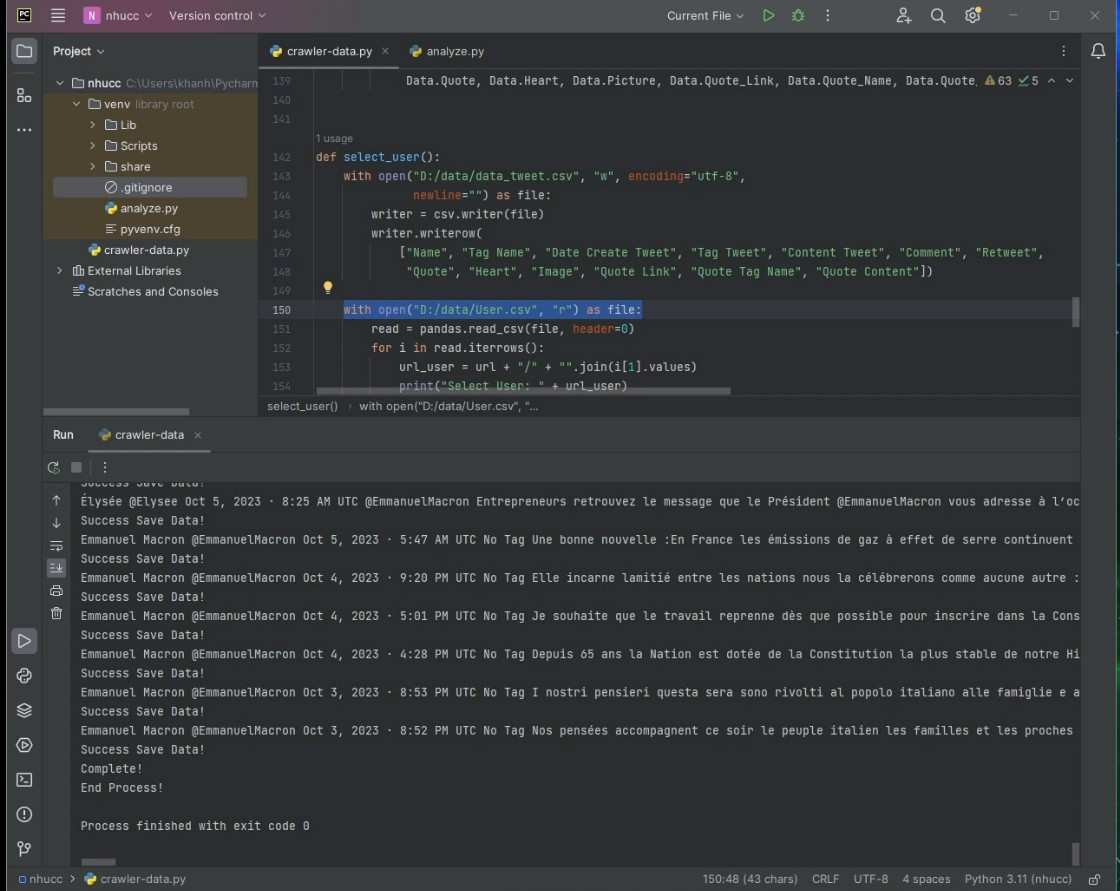 PC N nhucc Version control Current File
Project
crawler-data.py
analyze.py
nhucc C:\Users\khanh\Pycharm
venv library root
Lib
Scripts
share
.gitignore
analyze.py
pyvenv.cfg
crawler-data.py
External Libraries
Scratches and Consoles
139 Data.Quote, Data.Heart, Data.Picture, Data.Quote_Link, Data.Quote_Name, Data.Quote, 63 5
140
141
1 usage
142 def select_user():
143 with open("D:/data/data_tweet.csv", "w", encoding="utf-8",
144 newline="") as file:
145 writer = csv.writer(file)
146 writer.writerow(
147 ["Name", "Tag Name", "Date Create Tweet", "Tag Tweet", "Content Tweet", "Comment", "Retweet",
148 "Quote", "Heart", "Image", "Quote Link", "Quote Tag Name", "Quote Content"])
149
150 with open("D:/data/User.csv", "r") as file:
151 read = pandas.read_csv(file, header=0)
152 for i in read.iterrows():
153 url_user = url + "/" + "".join(i[1].values)
154 print("Select User: " + url_user)
select_user() › with open("D:/data/User.csv", "...
Run crawler-data
Success Save Data!
Élysée @Elysee Oct 5, 2023 · 8:25 AM UTC @EmmanuelMacron Entrepreneurs retrouvez le message que le Président @EmmanuelMacron vous adresse à l'oc
Success Save Data!
Emmanuel Macron @EmmanuelMacron Oct 5, 2023 · 5:47 AM UTC No Tag Une bonne nouvelle :En France les émissions de gaz à effet de serre continuent
Success Save Data!
Emmanuel Macron @EmmanuelMacron Oct 4, 2023 · 9:20 PM UTC No Tag Elle incarne lamitié entre les nations nous la célébrerons comme aucune autre :
Success Save Data!
Emmanuel Macron @EmmanuelMacron Oct 4, 2023 · 5:01 PM UTC No Tag Je souhaite que le travail reprenne dès que possible pour inscrire dans la Cons
Success Save Data!
Emmanuel Macron @EmmanuelMacron Oct 4, 2023 · 4:28 PM UTC No Tag Depuis 65 ans la Nation est dotée de la Constitution la plus stable de notre Hi
Success Save Data!
Emmanuel Macron @EmmanuelMacron Oct 3, 2023 · 8:53 PM UTC No Tag I nostri pensieri questa sera sono rivolti al popolo italiano alle famiglie e a
Success Save Data!
Emmanuel Macron @EmmanuelMacron Oct 3, 2023 · 8:52 PM UTC No Tag Nos pensées accompagnent ce soir le peuple italien les familles et les proches
Success Save Data!
Complete!
End Process!
Process finished with exit code 0
nhucc › crawler-data.py 150:48 (43 chars) CRLF UTF-8 4 spaces Python 3.11 (nhucc)